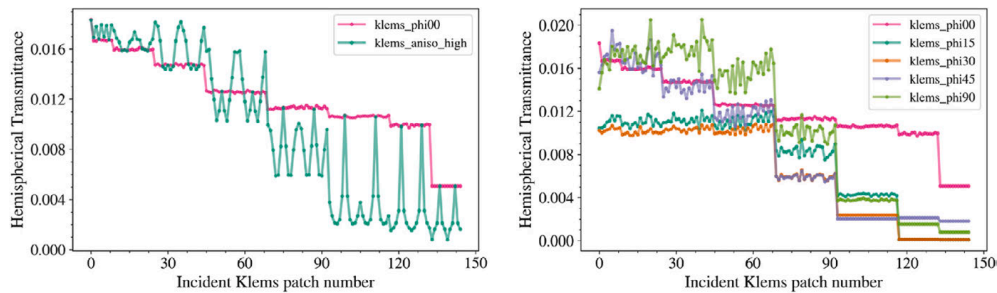 Hemispherical Transmittance
0.016
0.012
0.008
0.004
0.000
klems_phi00
klems_aniso_high
0
30
60
90
120
150
Incident Klems patch number
Hemispherical Transmittance
0.020
0.016
0.012
0.008
0.004
0.000
klems_phi00
klems_phi15
klems_phi30
klems_phi45
klems_phi90
0
30
60
90
120
150
Incident Klems patch number